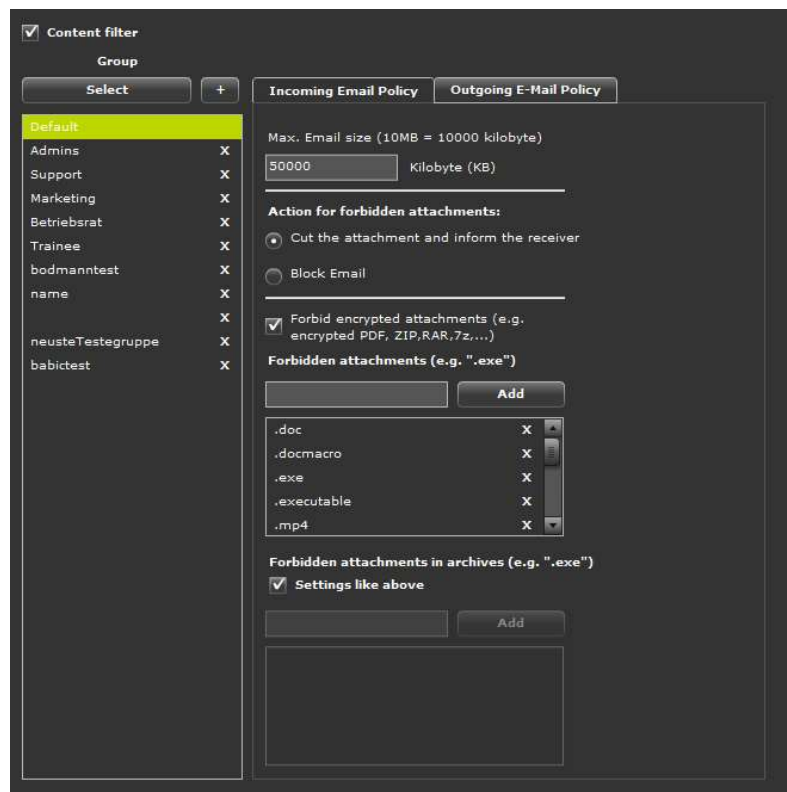 Content filter
Group
Select +
Default
Admins X
Support X
Marketing X
Betriebsrat X
Trainee X
bodmanntest X
name X
X
neusteTestegruppe X
babictest X
Incoming Email Policy Outgoing E-Mail Policy
Max. Email size (10MB = 10000 kilobyte)
50000 Kilobyte (KB)
Action for forbidden attachments:
Cut the attachment and inform the receiver
Block Email
Forbid encrypted attachments (e.g.
encrypted PDF, ZIP,RAR,7z,...)
Forbidden attachments (e.g. ".exe")
Add
.doc X
.docmacro X
.exe X
.executable X
.mp4 X
Forbidden attachments in archives (e.g. ".exe")
Settings like above
Add